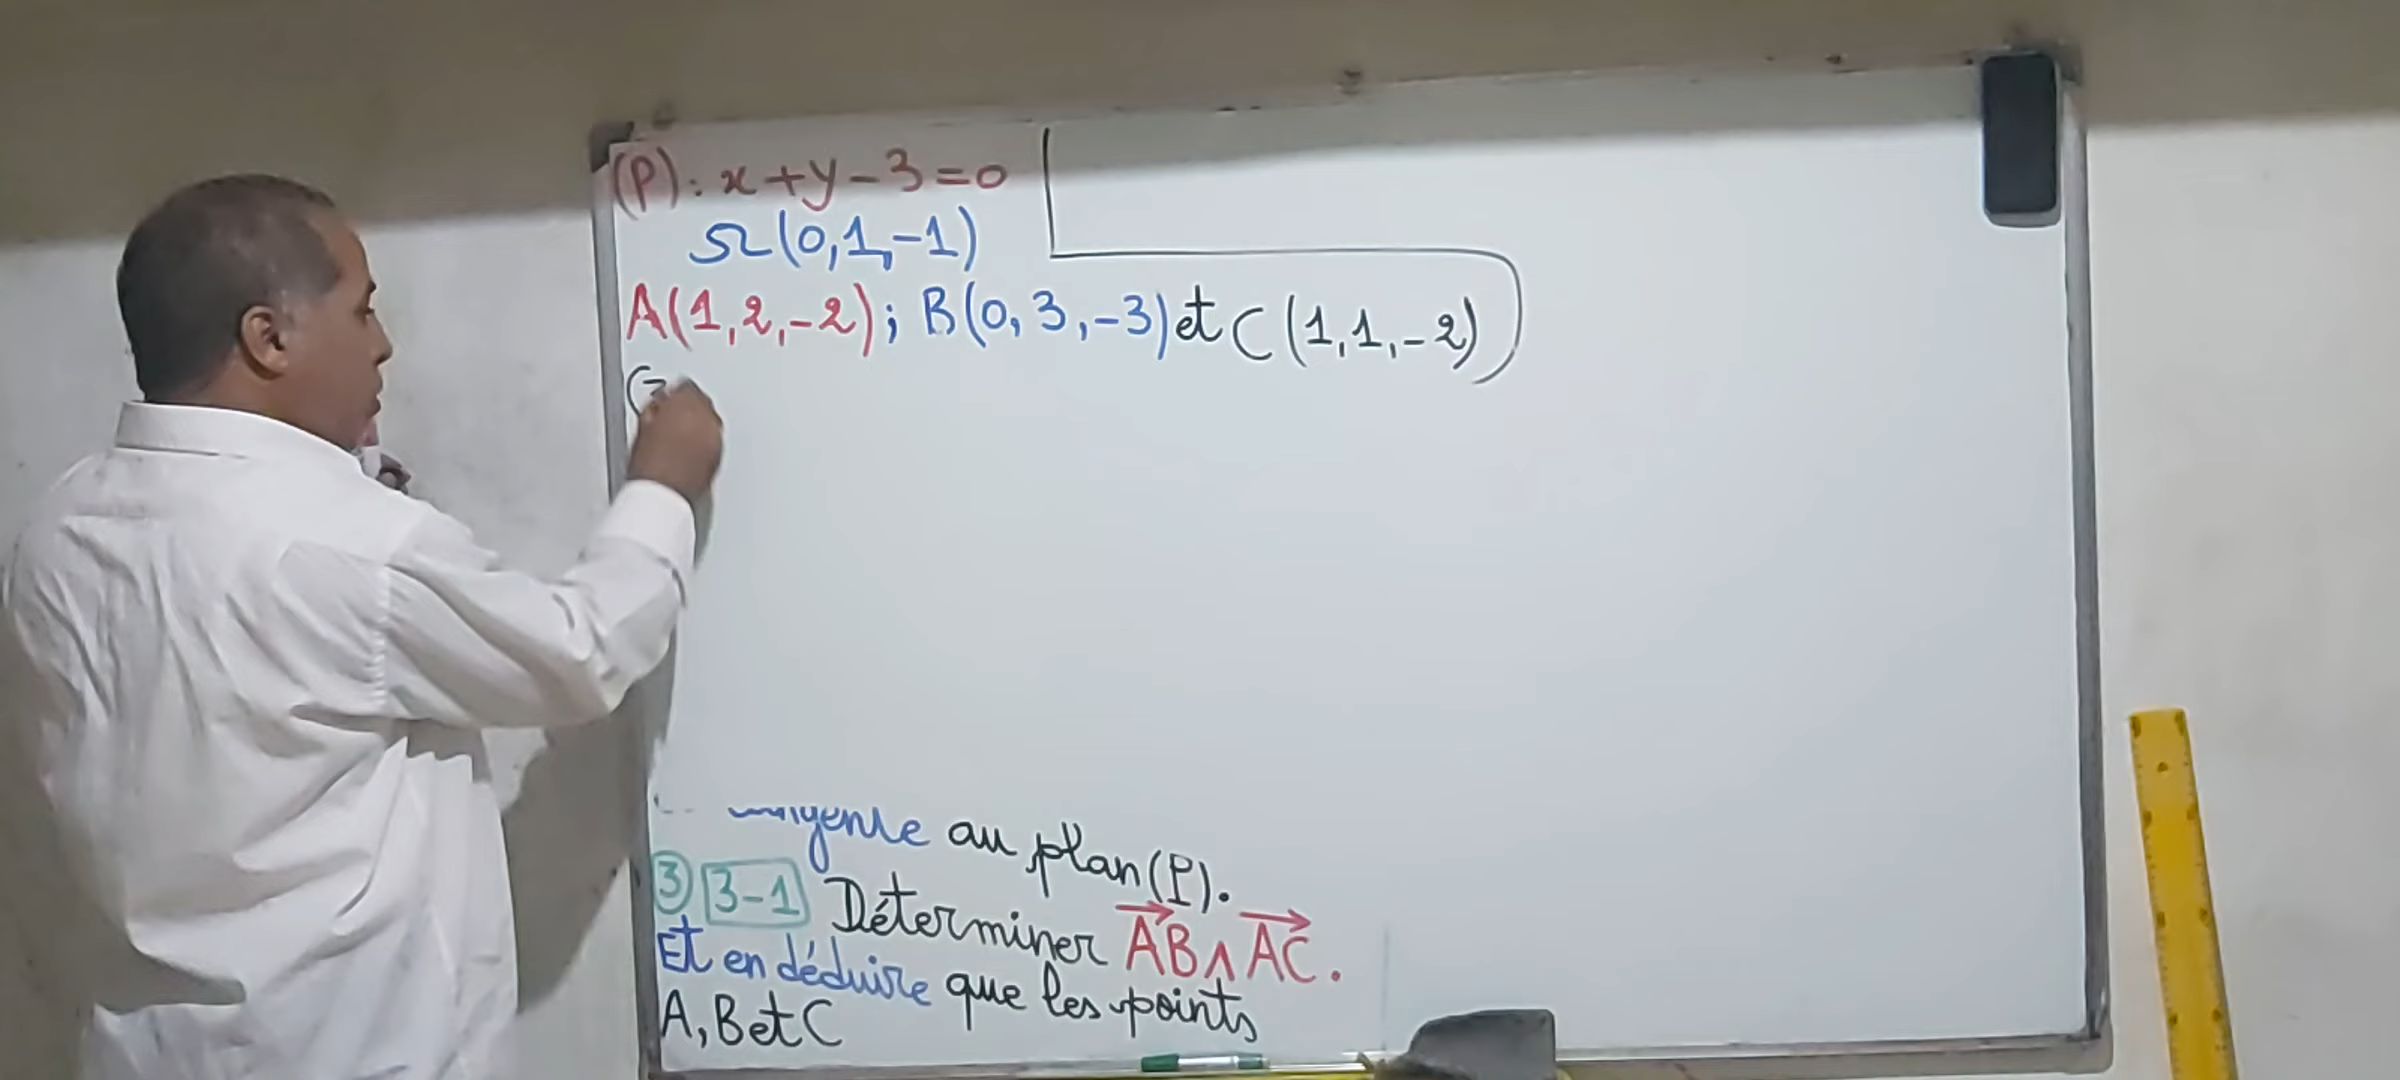 (P): x+y-3=0
Ω(0,1,-1)
A(1,2,-2); B(0,3,-3) et C(1,1,-2)
au plan (P).
③ 3-1 Déterminer AB∧AC.
Et en déduire que les points
A, B et C